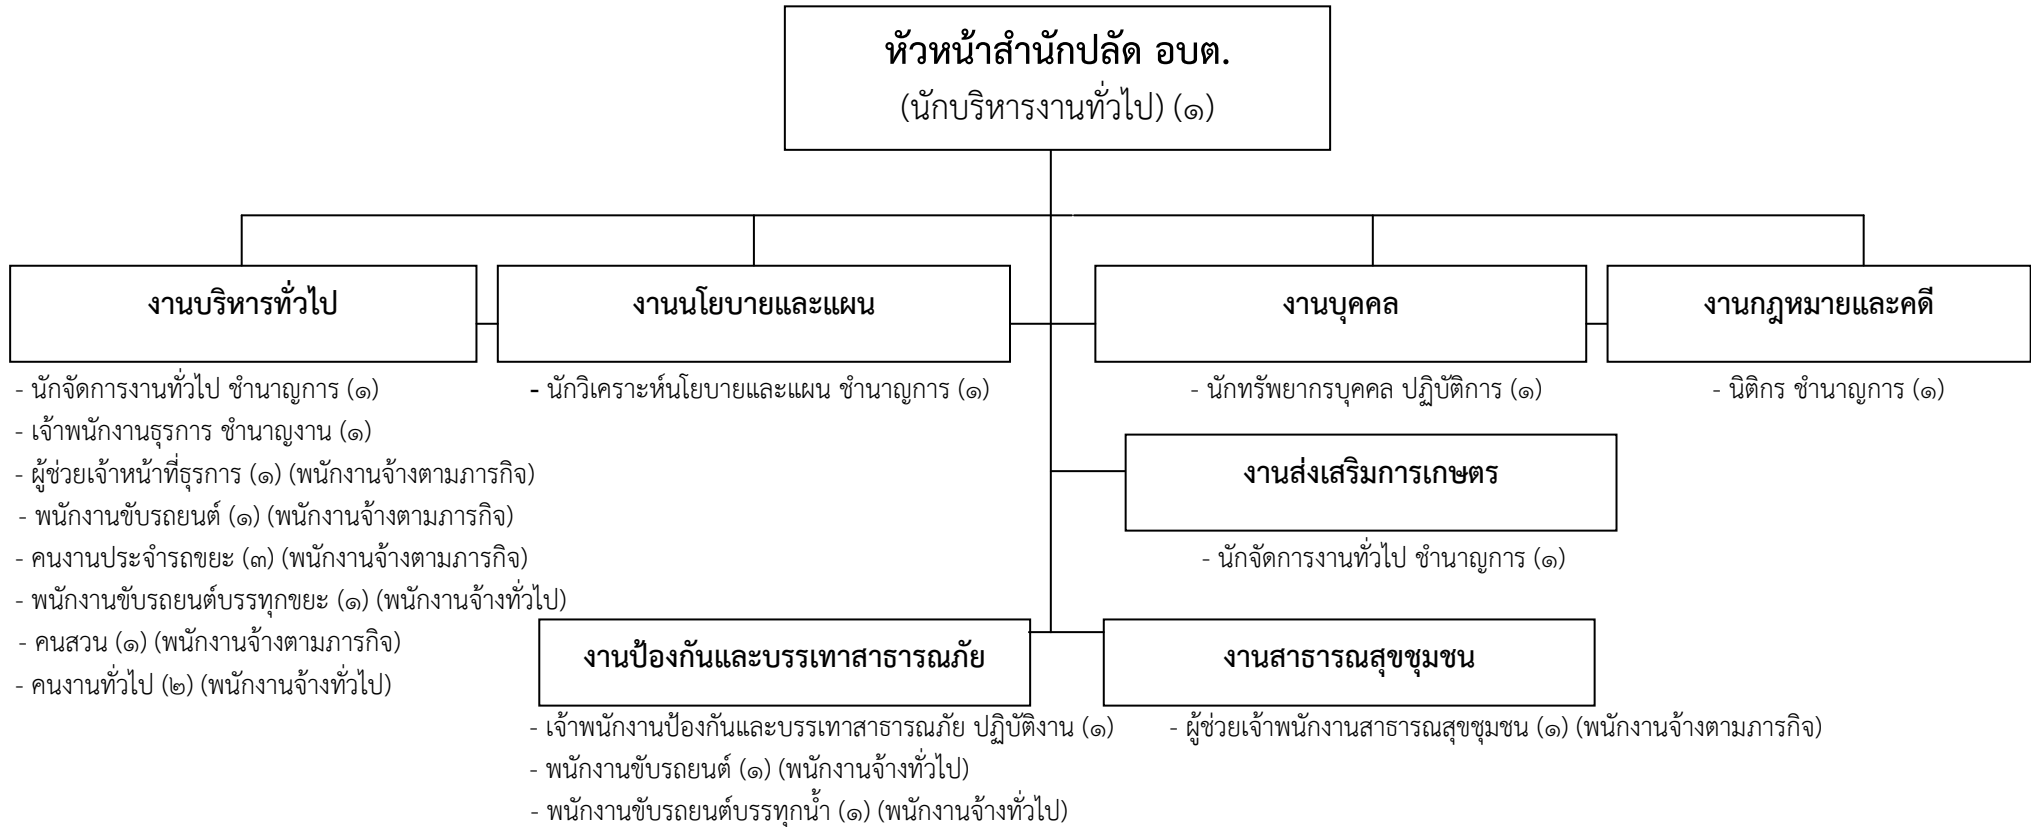 หัวหน้าสำนักปลัด อบต.
(นักบริหารงานทั่วไป) (๑)
งานบริหารทั่วไป
- นักจัดการงานทั่วไป ชำนาญการ (๑)
- เจ้าพนักงานธุรการ ชำนาญงาน (๑)
- ผู้ช่วยเจ้าหน้าที่ธุรการ (๑) (พนักงานจ้างตามภารกิจ)
- พนักงานขับรถยนต์ (๑) (พนักงานจ้างตามภารกิจ)
- คนงานประจำรถขยะ (๓) (พนักงานจ้างตามภารกิจ)
- พนักงานขับรถยนต์บรรทุกขยะ (๑) (พนักงานจ้างทั่วไป)
- คนสวน (๑) (พนักงานจ้างตามภารกิจ)
- คนงานทั่วไป (๒) (พนักงานจ้างทั่วไป)
งานนโยบายและแผน
- นักวิเคราะห์นโยบายและแผน ชำนาญการ (๑)
งานบุคคล
- นักทรัพยากรบุคคล ปฏิบัติการ (๑)
งานกฎหมายและคดี
- นิติกร ชำนาญการ (๑)
งานส่งเสริมการเกษตร
- นักจัดการงานทั่วไป ชำนาญการ (๑)
งานป้องกันและบรรเทาสาธารณภัย
- เจ้าพนักงานป้องกันและบรรเทาสาธารณภัย ปฏิบัติงาน (๑)
- พนักงานขับรถยนต์ (๑) (พนักงานจ้างทั่วไป)
- พนักงานขับรถยนต์บรรทุกน้ำ (๑) (พนักงานจ้างทั่วไป)
งานสาธารณสุขชุมชน
- ผู้ช่วยเจ้าพนักงานสาธารณสุขชุมชน (๑) (พนักงานจ้างตามภารกิจ)